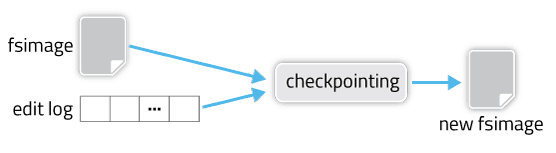 fsimage
edit log
...
checkpointing
new fsimage